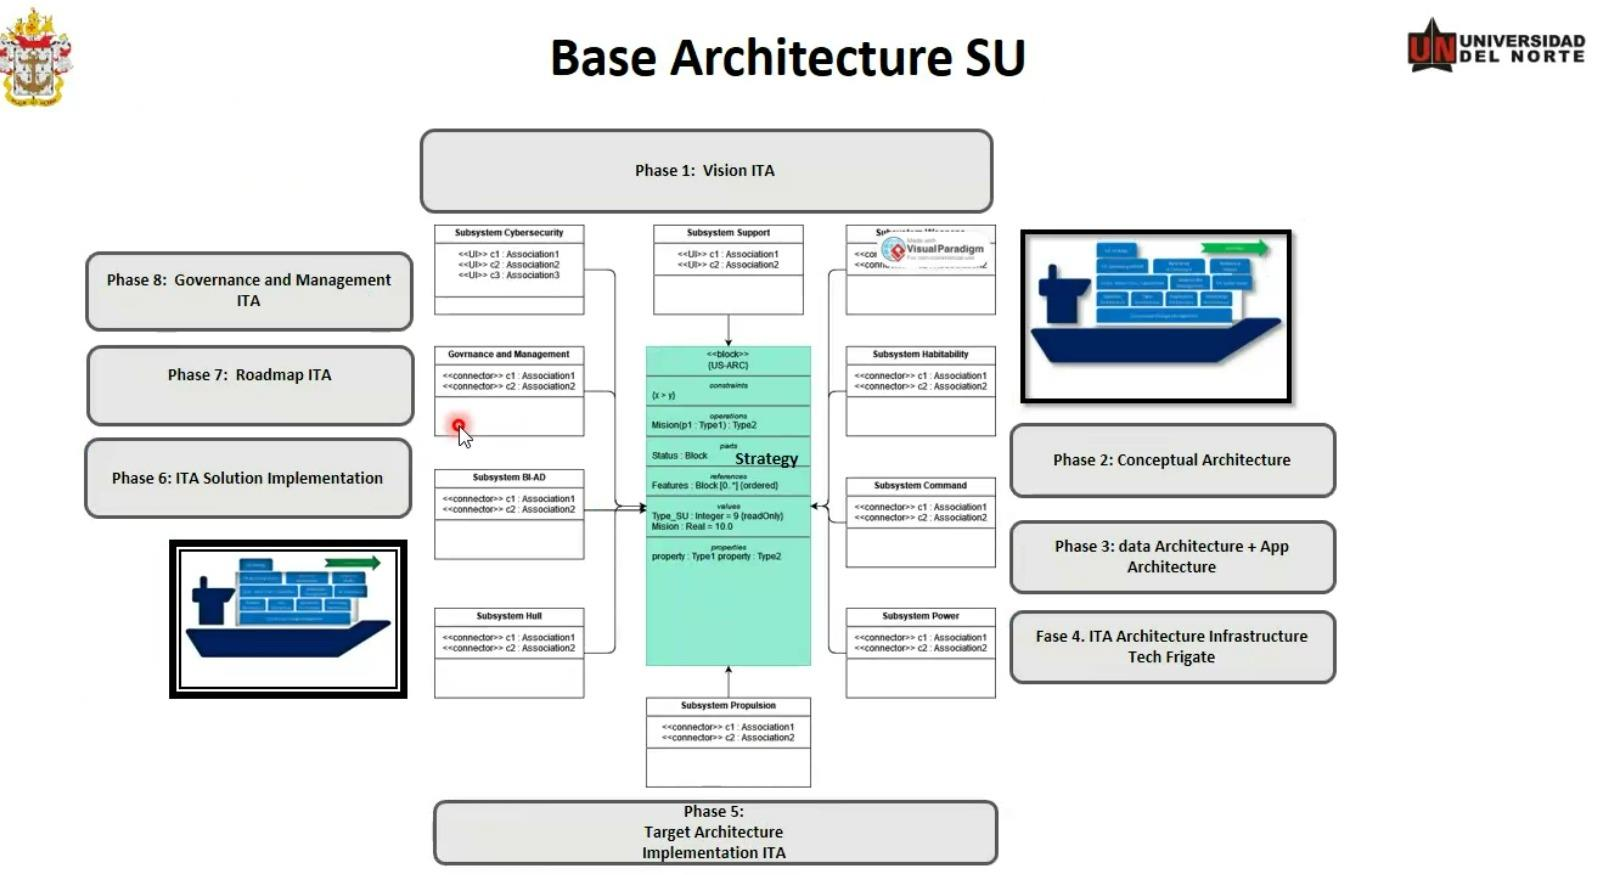 Base Architecture SU
UNIVERSIDAD
DEL NORTE
Phase 1: Vision ITA
Subsystem Cybersecurity
<<UI>> c1 : Association1
<<UI>> c2 : Association2
<<UI>> c3 : Association3
Subsystem Support
<<UI>> c1 : Association1
<<UI>> c2 : Association2
Made with
VisualParadigm
For non-commercial use
Phase 8: Governance and Management
ITA
Phase 7: Roadmap ITA
Phase 6: ITA Solution Implementation
Govrnance and Management
<<connector>> c1 : Association1
<<connector>> c2 : Association2
Subsystem BI-AD
<<connector>> c1 : Association1
<<connector>> c2 : Association2
Subsystem Hull
<<connector>> c1 : Association1
<<connector>> c2 : Association2
<<block>>
{US-ARC}
constraints
{x > y}
operations
Mision(p1 : Type1) : Type2
parts
Status : Block
Strategy
references
Features : Block [0..*] {ordered}
values
Type_SU : Integer = 9 {readOnly}
Mision : Real = 10.0
properties
property : Type1 property : Type2
Subsystem Habitability
<<connector>> c1 : Association1
<<connector>> c2 : Association2
Subsystem Command
<<connector>> c1 : Association1
<<connector>> c2 : Association2
Subsystem Power
<<connector>> c1 : Association1
<<connector>> c2 : Association2
Subsystem Propulsion
<<connector>> c1 : Association1
<<connector>> c2 : Association2
Phase 2: Conceptual Architecture
Phase 3: data Architecture + App
Architecture
Fase 4. ITA Architecture Infrastructure
Tech Frigate
Phase 5:
Target Architecture
Implementation ITA